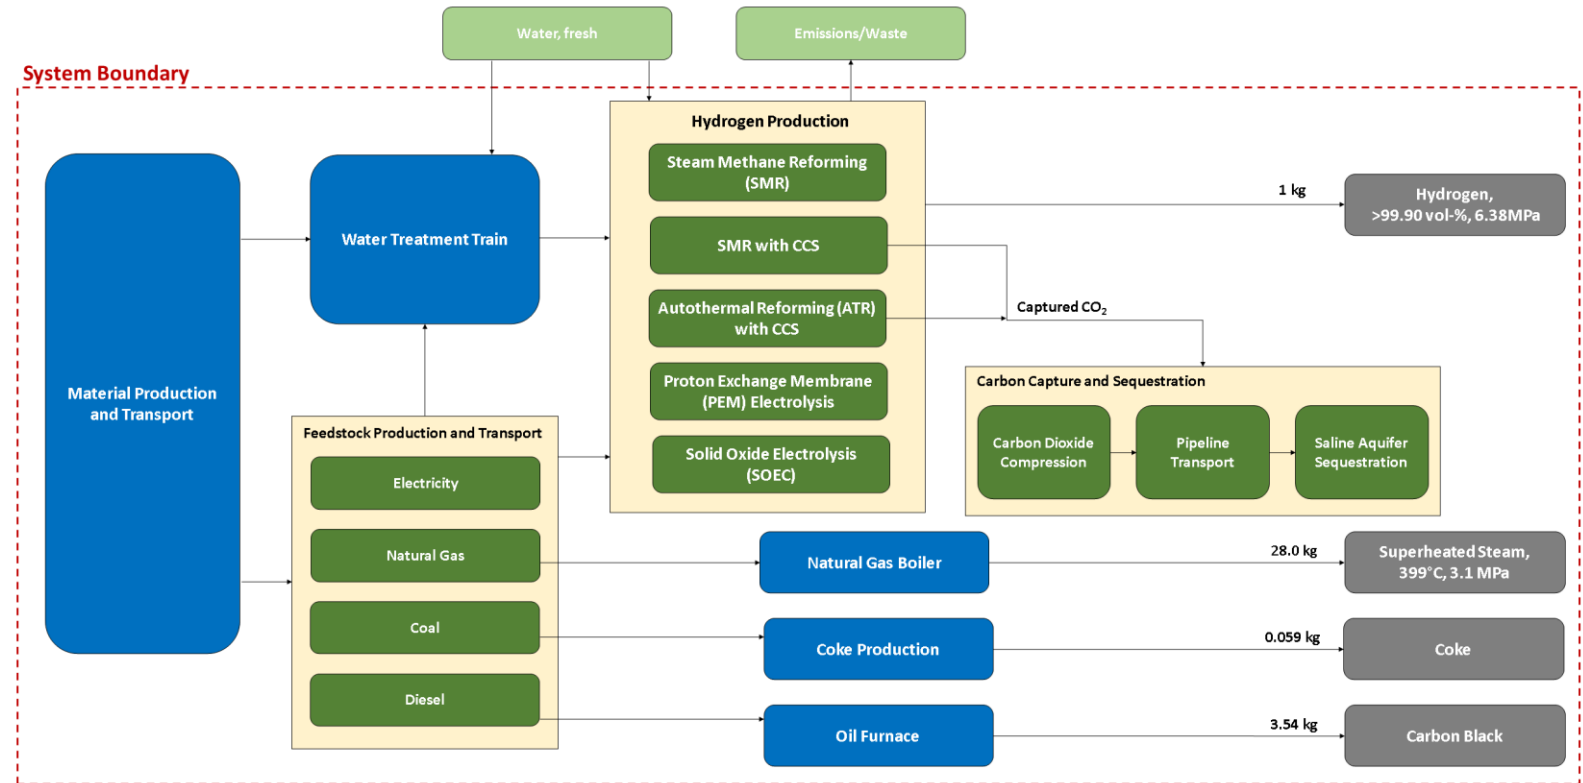 Water, fresh
Emissions/Waste
System Boundary
Hydrogen Production
Steam Methane Reforming
(SMR)
1 kg
Hydrogen,
>99.90 vol-%, 6.38MPa
Water Treatment Train
SMR with CCS
Autothermal Reforming (ATR)
with CCS
Captured CO₂
Material Production
and Transport
Proton Exchange Membrane
(PEM) Electrolysis
Carbon Capture and Sequestration
Feedstock Production and Transport
Carbon Dioxide
Compression
Pipeline
Transport
Saline Aquifer
Sequestration
Solid Oxide Electrolysis
(SOEC)
Electricity
Natural Gas
Natural Gas Boiler
28.0 kg
Superheated Steam,
399°C, 3.1 MPa
Coal
Coke Production
0.059 kg
Coke
Diesel
Oil Furnace
3.54 kg
Carbon Black